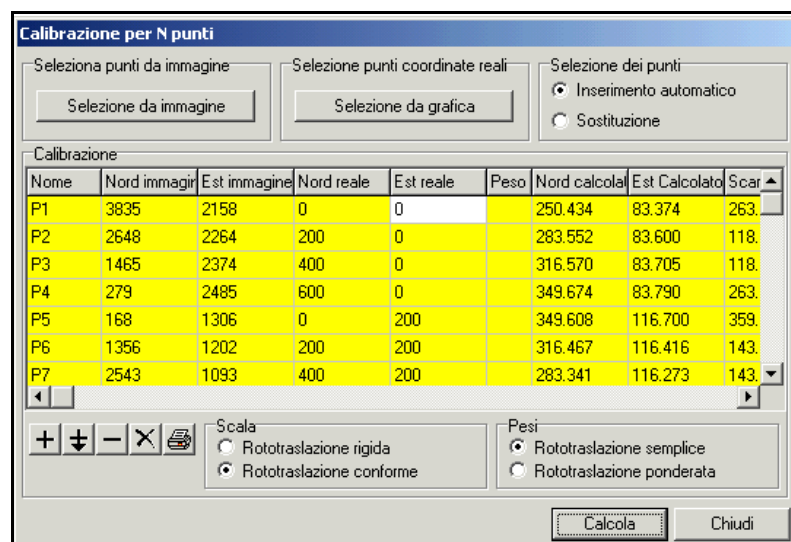 Calibrazione per N punti
Seleziona punti da immagine
Selezione punti coordinate reali
Selezione dei punti
Selezione da immagine
Selezione da grafica
Inserimento automatico
Sostituzione
Calibrazione
Nome Nord immagir Est immagine Nord reale Est reale Peso Nord calcolal Est Calcolato Scar
P1 3835 2158 0 0 250.434 83.374 263.
P2 2648 2264 200 0 283.552 83.600 118.
P3 1465 2374 400 0 316.570 83.705 118.
P4 279 2485 600 0 349.674 83.790 263.
P5 168 1306 0 200 349.608 116.700 359.
P6 1356 1202 200 200 316.467 116.416 143.
P7 2543 1093 400 200 283.341 116.273 143.
Scala
Rototraslazione rigida
Rototraslazione conforme
Pesi
Rototraslazione semplice
Rototraslazione ponderata
Calcola
Chiudi